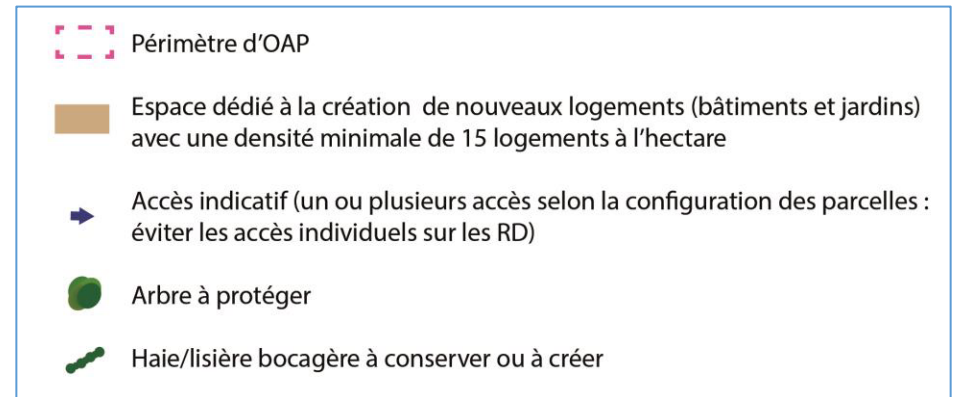 Périmètre d’OAP
Espace dédié à la création de nouveaux logements (bâtiments et jardins)
avec une densité minimale de 15 logements à l’hectare
Accès indicatif (un ou plusieurs accès selon la configuration des parcelles :
éviter les accès individuels sur les RD)
Arbre à protéger
Haie/lisière bocagère à conserver ou à créer